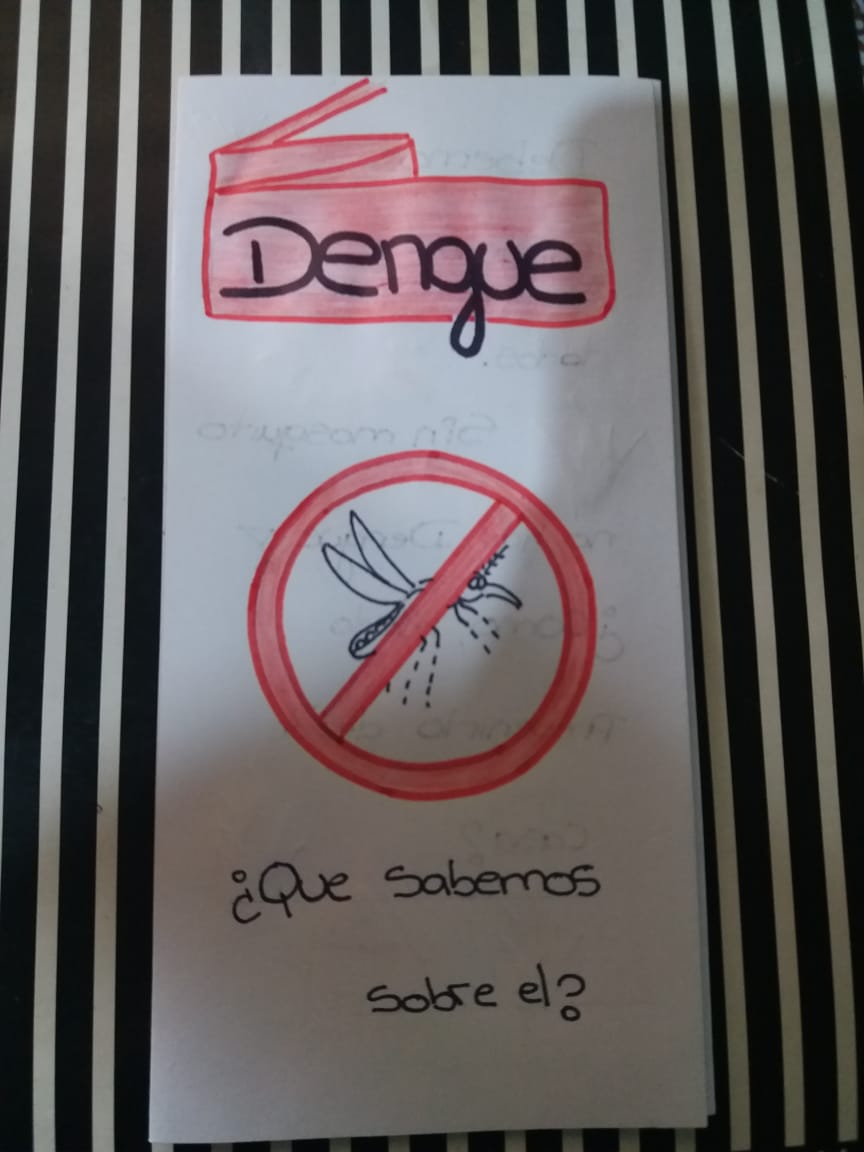 Dengue
¿Que sabemos
sobre el?